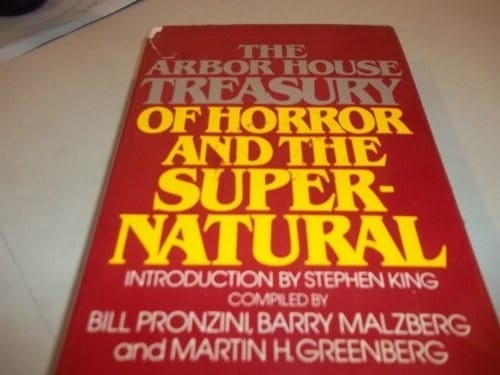 THE
ARBOR HOUSE
TREASURY
OF HORROR
AND THE
SUPER-
NATURAL
INTRODUCTION BY STEPHEN KING
COMPILED BY
BILL PRONZINI, BARRY MALZBERG
and MARTIN H. GREENBERG